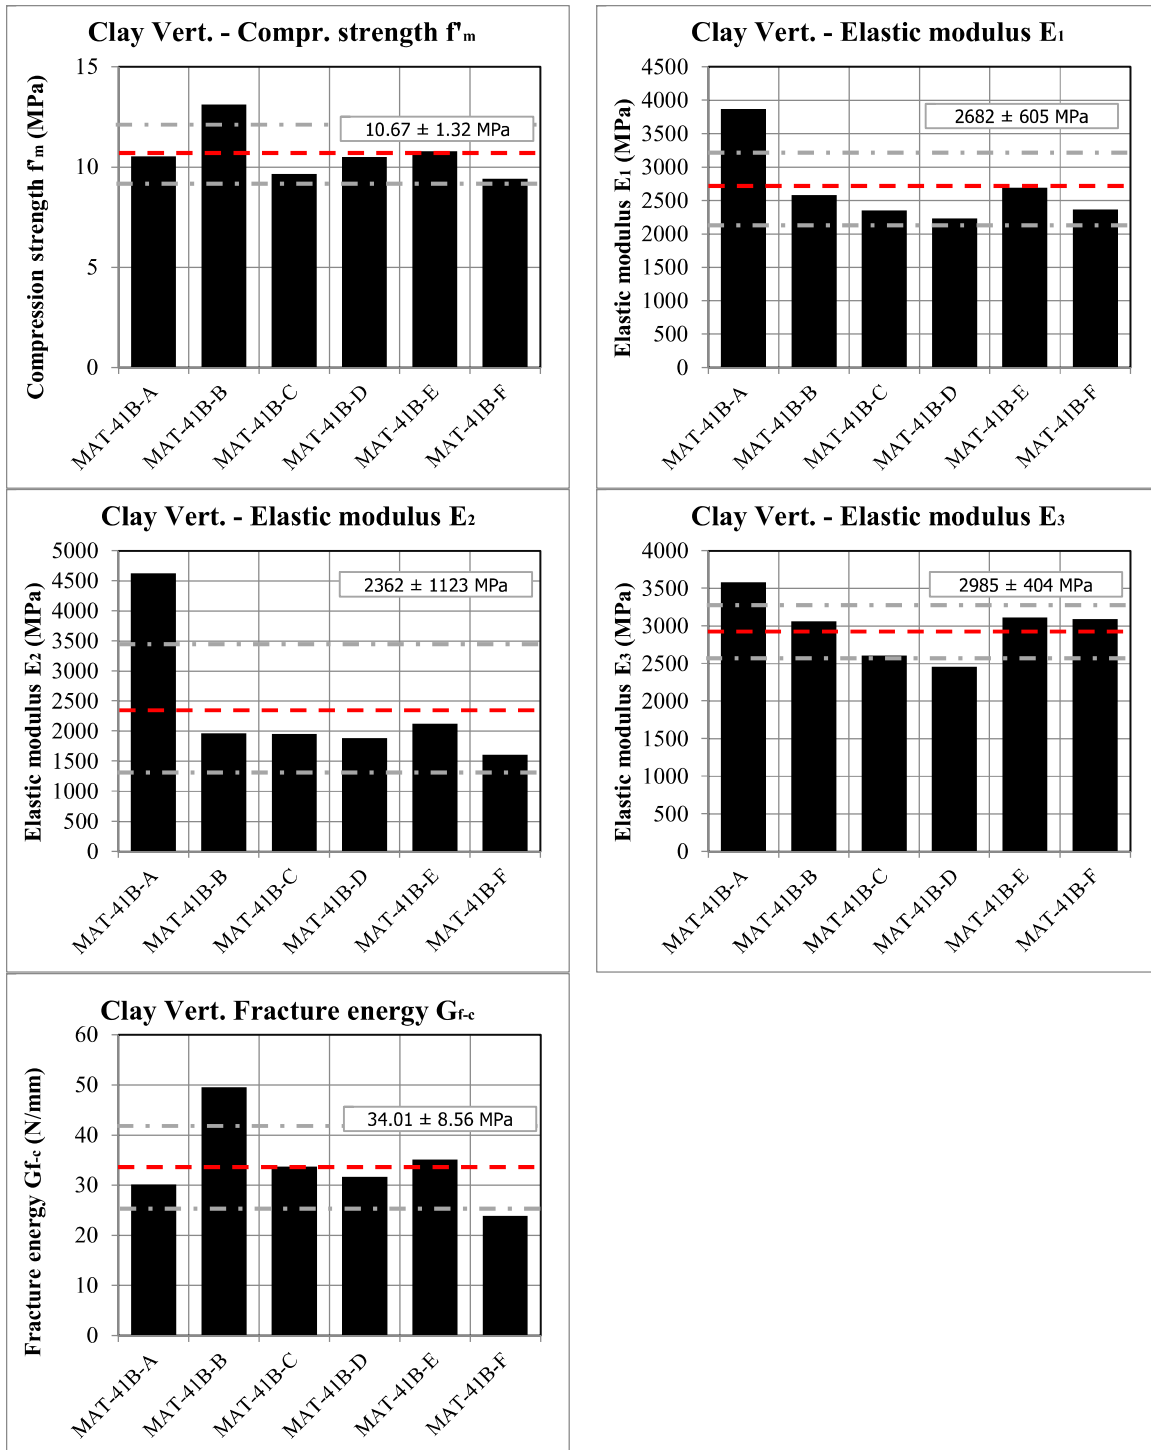 Clay Vert. - Compr. strength f'm
Compression strength f'm (MPa)
15
10
5
0
10.67 ± 1.32 MPa
MAT-41B-A
MAT-41B-B
MAT-41B-C
MAT-41B-D
MAT-41B-E
MAT-41B-F
Clay Vert. - Elastic modulus E1
Elastic modulus E1 (MPa)
4500
4000
3500
3000
2500
2000
1500
1000
500
0
2682 ± 605 MPa
MAT-41B-A
MAT-41B-B
MAT-41B-C
MAT-41B-D
MAT-41B-E
MAT-41B-F
Clay Vert. - Elastic modulus E2
Elastic modulus E2 (MPa)
5000
4500
4000
3500
3000
2500
2000
1500
1000
500
0
2362 ± 1123 MPa
MAT-41B-A
MAT-41B-B
MAT-41B-C
MAT-41B-D
MAT-41B-E
MAT-41B-F
Clay Vert. - Elastic modulus E3
Elastic modulus E3 (MPa)
4000
3500
3000
2500
2000
1500
1000
500
0
2985 ± 404 MPa
MAT-41B-A
MAT-41B-B
MAT-41B-C
MAT-41B-D
MAT-41B-E
MAT-41B-F
Clay Vert. Fracture energy Gf-c
Fracture energy Gf-c (N/mm)
60
50
40
30
20
10
0
34.01 ± 8.56 MPa
MAT-41B-A
MAT-41B-B
MAT-41B-C
MAT-41B-D
MAT-41B-E
MAT-41B-F